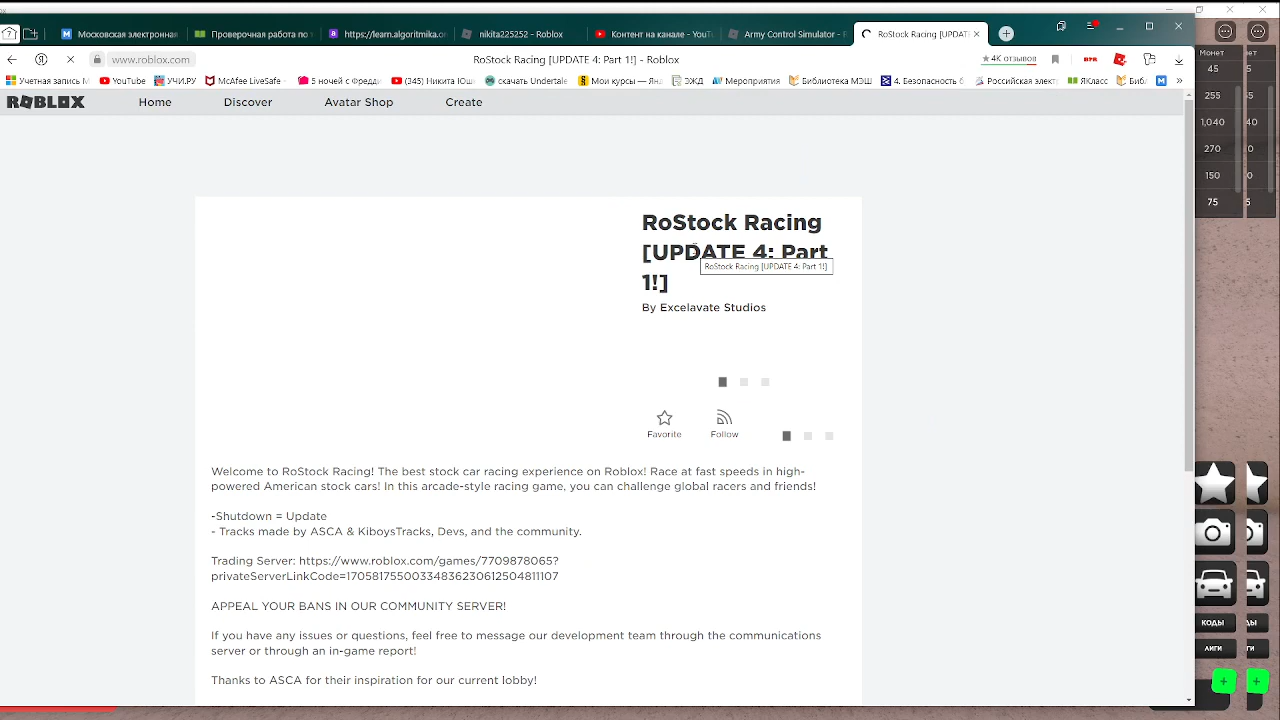 Московская электронная
Проверочная работа по
https://learn.algoritmika.or
nikita225252 - Roblox
Контент на канале - YouTu
Army Control Simulator - Р
RoStock Racing [UPDATI
www.roblox.com
RoStock Racing [UPDATE 4: Part 1!] - Roblox
4K отзывов
Учетная запись M
YouTube
УЧИ.РУ
McAfee LiveSafe
5 ночей с Фредди
(345) Никита Юш
скачать Undertale
Мои курсы — Янд
ЭЖД
Мероприятия
Библиотека МЭШ
4. Безопасность б
Российская элект
ЯКласс
Библ
ROBLOX
Home
Discover
Avatar Shop
Create
RoStock Racing
[UPDATE 4: Part
1!]
RoStock Racing [UPDATE 4: Part 1!]
By Excelavate Studios
Favorite
Follow
Welcome to RoStock Racing! The best stock car racing experience on Roblox! Race at fast speeds in high-
powered American stock cars! In this arcade-style racing game, you can challenge global racers and friends!
-Shutdown = Update
- Tracks made by ASCA & KiboysTracks, Devs, and the community.
Trading Server: https://www.roblox.com/games/7709878065?
privateServerLinkCode=17058175500334836230612504811107
APPEAL YOUR BANS IN OUR COMMUNITY SERVER!
If you have any issues or questions, feel free to message our development team through the communications
server or through an in-game report!
Thanks to ASCA for their inspiration for our current lobby!
Монет
45
255
1,040
270
150
75
КОДЫ
ЛИГИ